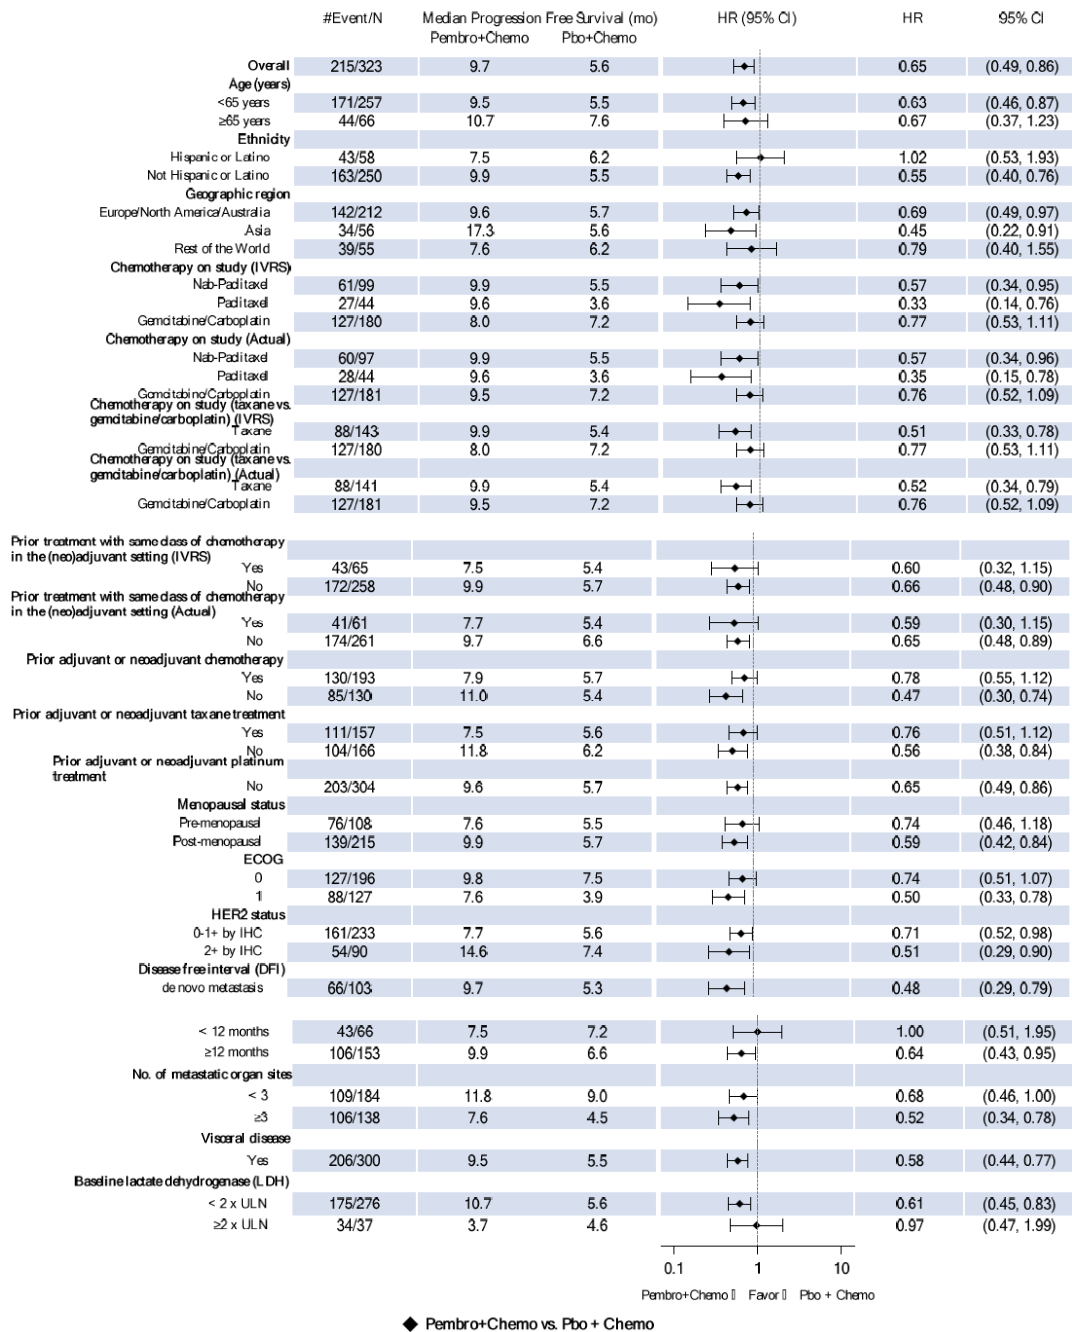 #Event/N Median Progression Free Survival (mo) HR (95% CI) HR 95% CI
Pembro+Chemo Pbo+Chemo
Overall 215/323 9.7 5.6 0.65 (0.49, 0.86)
Age (years)
<65 years 171/257 9.5 5.5 0.63 (0.46, 0.87)
≥65 years 44/66 10.7 7.6 0.67 (0.37, 1.23)
Ethnicity
Hispanic or Latino 43/58 7.5 6.2 1.02 (0.53, 1.93)
Not Hispanic or Latino 163/250 9.9 5.5 0.55 (0.40, 0.76)
Geographic region
Europe/North America/Australia 142/212 9.6 5.7 0.69 (0.49, 0.97)
Asia 34/56 17.3 5.6 0.45 (0.22, 0.91)
Rest of the World 39/55 7.6 6.2 0.79 (0.40, 1.55)
Chemotherapy on study (IVRS)
Nab-Paclitaxel 61/99 9.9 5.5 0.57 (0.34, 0.95)
Paclitaxel 27/44 9.6 3.6 0.33 (0.14, 0.76)
Gemcitabine/Carboplatin 127/180 8.0 7.2 0.77 (0.53, 1.11)
Chemotherapy on study (Actual)
Nab-Paclitaxel 60/97 9.9 5.5 0.57 (0.34, 0.96)
Paclitaxel 28/44 9.6 3.6 0.35 (0.15, 0.78)
Gemcitabine/Carboplatin 127/181 9.5 7.2 0.76 (0.52, 1.09)
Chemotherapy on study (taxane vs.
gemcitabine/carboplatin) (IVRS)
Taxane 88/143 9.9 5.4 0.51 (0.33, 0.78)
Gemcitabine/Carboplatin 127/180 8.0 7.2 0.77 (0.53, 1.11)
Chemotherapy on study (taxane vs.
gemcitabine/carboplatin) (Actual)
Taxane 88/141 9.9 5.4 0.52 (0.34, 0.79)
Gemcitabine/Carboplatin 127/181 9.5 7.2 0.76 (0.52, 1.09)
Prior treatment with same class of chemotherapy
in the (neo)adjuvant setting (IVRS)
Yes 43/65 7.5 5.4 0.60 (0.32, 1.15)
No 172/258 9.9 5.7 0.66 (0.48, 0.90)
Prior treatment with same class of chemotherapy
in the (neo)adjuvant setting (Actual)
Yes 41/61 7.7 5.4 0.59 (0.30, 1.15)
No 174/261 9.7 6.6 0.65 (0.48, 0.89)
Prior adjuvant or neoadjuvant chemotherapy
Yes 130/193 7.9 5.7 0.78 (0.55, 1.12)
No 85/130 11.0 5.4 0.47 (0.30, 0.74)
Prior adjuvant or neoadjuvant taxane treatment
Yes 111/157 7.5 5.6 0.76 (0.51, 1.12)
No 104/166 11.8 6.2 0.56 (0.38, 0.84)
Prior adjuvant or neoadjuvant platinum
treatment
No 203/304 9.6 5.7 0.65 (0.49, 0.86)
Menopausal status
Pre-menopausal 76/108 7.6 5.5 0.74 (0.46, 1.18)
Post-menopausal 139/215 9.9 5.7 0.59 (0.42, 0.84)
ECOG
0 127/196 9.8 7.5 0.74 (0.51, 1.07)
1 88/127 7.6 3.9 0.50 (0.33, 0.78)
HER2 status
0-1+ by IHC 161/233 7.7 5.6 0.71 (0.52, 0.98)
2+ by IHC 54/90 14.6 7.4 0.51 (0.29, 0.90)
Disease free interval (DFI)
de novo metastasis 66/103 9.7 5.3 0.48 (0.29, 0.79)
< 12 months 43/66 7.5 7.2 1.00 (0.51, 1.95)
≥12 months 106/153 9.9 6.6 0.64 (0.43, 0.95)
No. of metastatic organ sites
< 3 109/184 11.8 9.0 0.68 (0.46, 1.00)
≥3 106/138 7.6 4.5 0.52 (0.34, 0.78)
Visceral disease
Yes 206/300 9.5 5.5 0.58 (0.44, 0.77)
Baseline lactate dehydrogenase (LDH)
< 2 x ULN 175/276 10.7 5.6 0.61 (0.45, 0.83)
≥2 x ULN 34/37 3.7 4.6 0.97 (0.47, 1.99)
0.1 1 10
Pembro+Chemo Favor Pbo + Chemo
◆ Pembro+Chemo vs. Pbo + Chemo